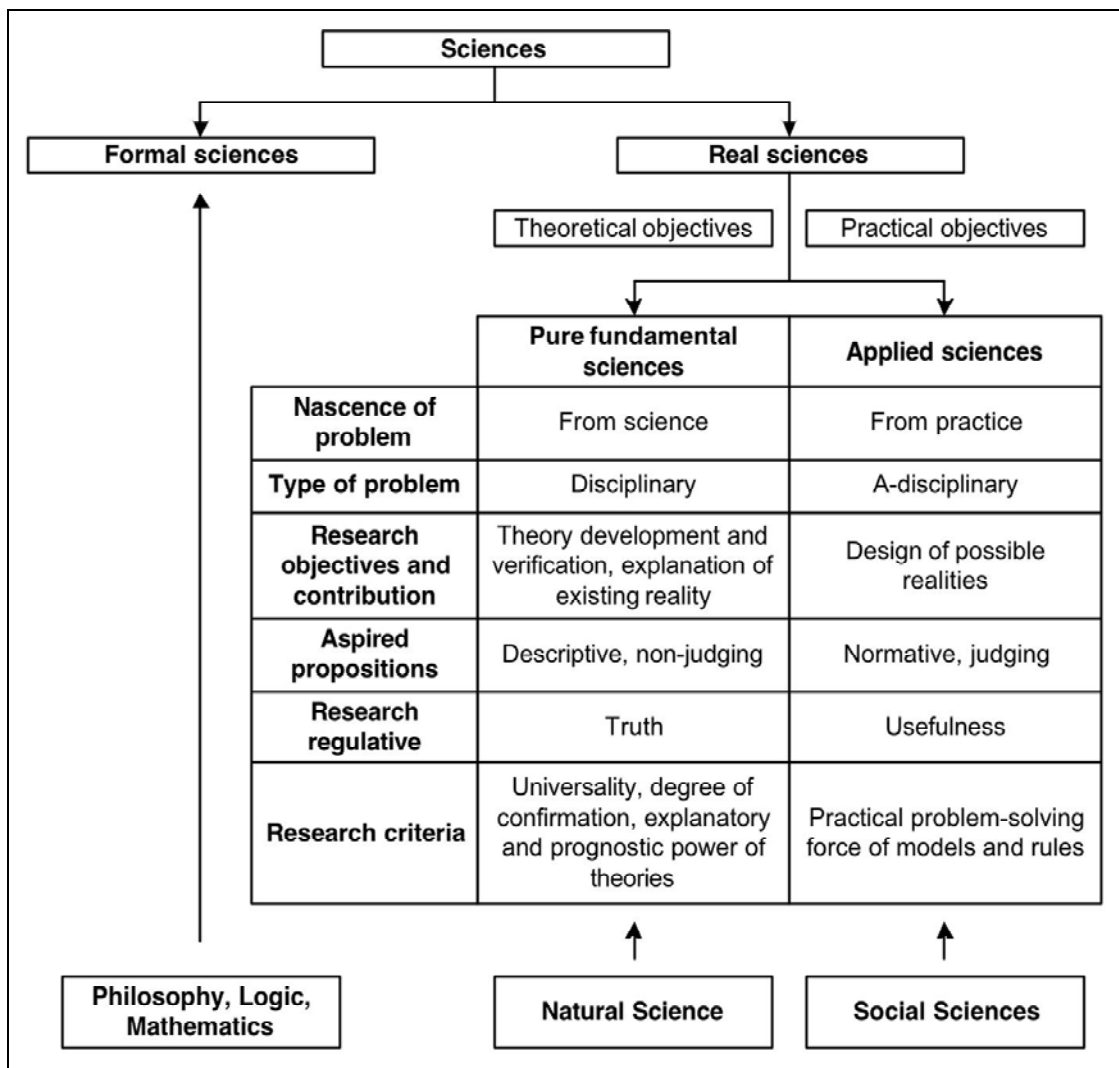 Sciences
Formal sciences
Real sciences
Theoretical objectives
Practical objectives
Pure fundamental
sciences
Applied sciences
Nascence of
problem
From science
From practice
Type of problem
Disciplinary
A-disciplinary
Research
objectives and
contribution
Theory development and
verification, explanation of
existing reality
Design of possible
realities
Aspired
propositions
Descriptive, non-judging
Normative, judging
Research
regulative
Truth
Usefulness
Research criteria
Universality, degree of
confirmation, explanatory
and prognostic power of
theories
Practical problem-solving
force of models and rules
Philosophy, Logic,
Mathematics
Natural Science
Social Sciences